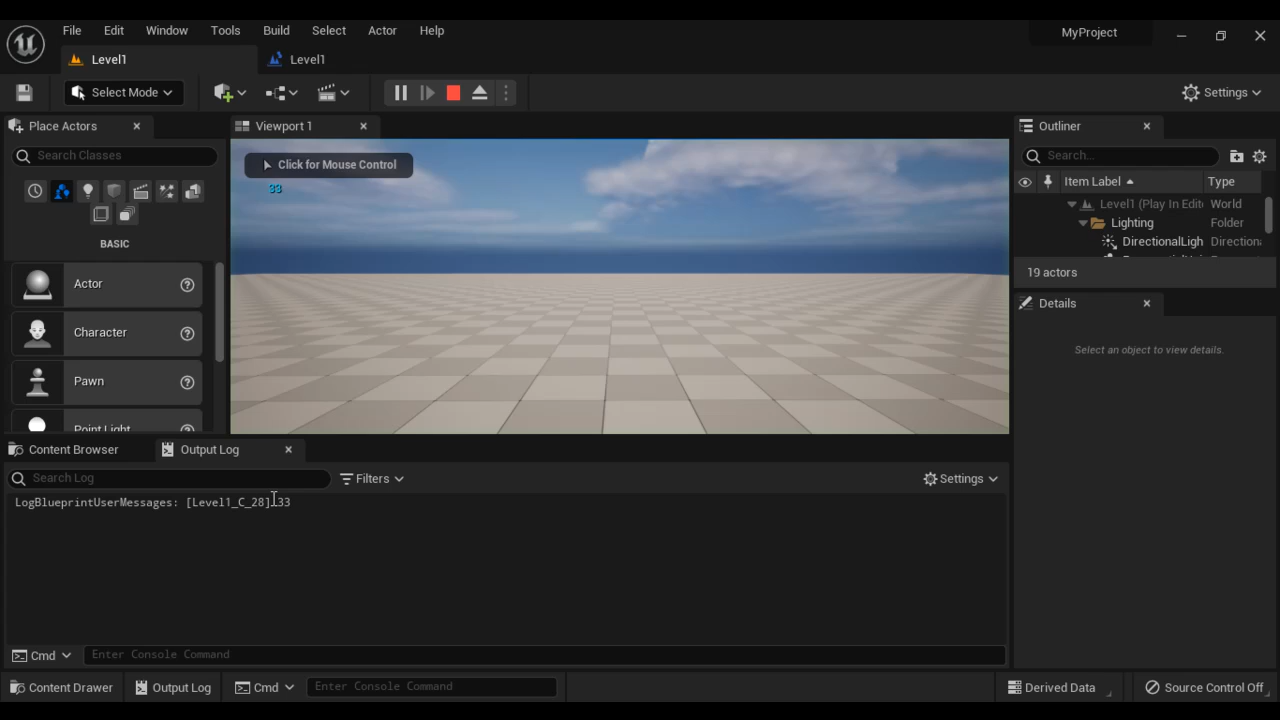 File Edit Window Tools Build Select Actor Help
MyProject
Level1
Level1
Select Mode
Settings
Place Actors
Viewport 1
Outliner
Search Classes
Click for Mouse Control
33
Search...
Item Label Type
Level1 (Play In Edit World
Lighting Folder
DirectionalLigh Direction
19 actors
BASIC
Actor
Character
Pawn
Point Light
Details
Select an object to view details.
Content Browser
Output Log
Search Log
Filters
Settings
LogBlueprintUserMessages: [Level1_C_28] 33
Cmd
Enter Console Command
Content Drawer
Output Log
Cmd
Enter Console Command
Derived Data
Source Control Off